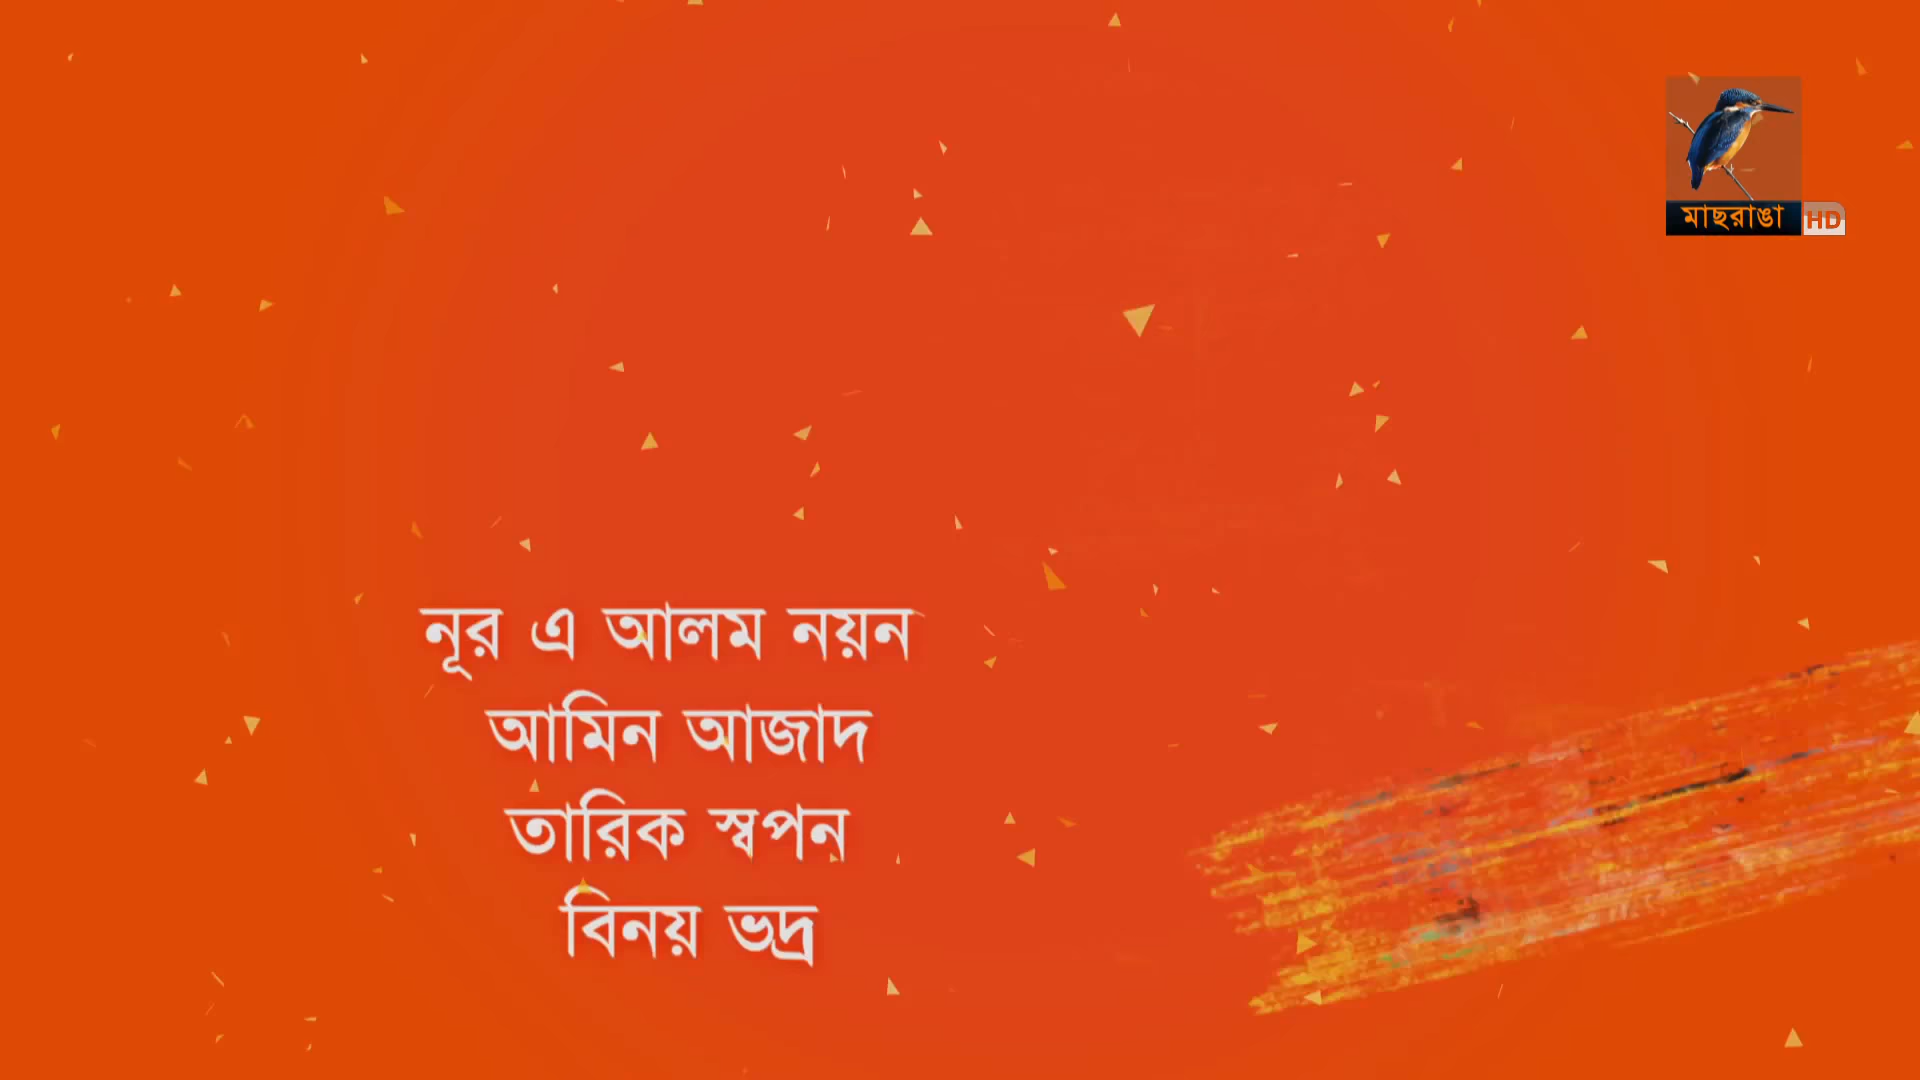 মাছরাঙা HD
নূর এ আলম নয়ন
আমিন আজাদ
তারিক স্বপন
বিনয় ভদ্র